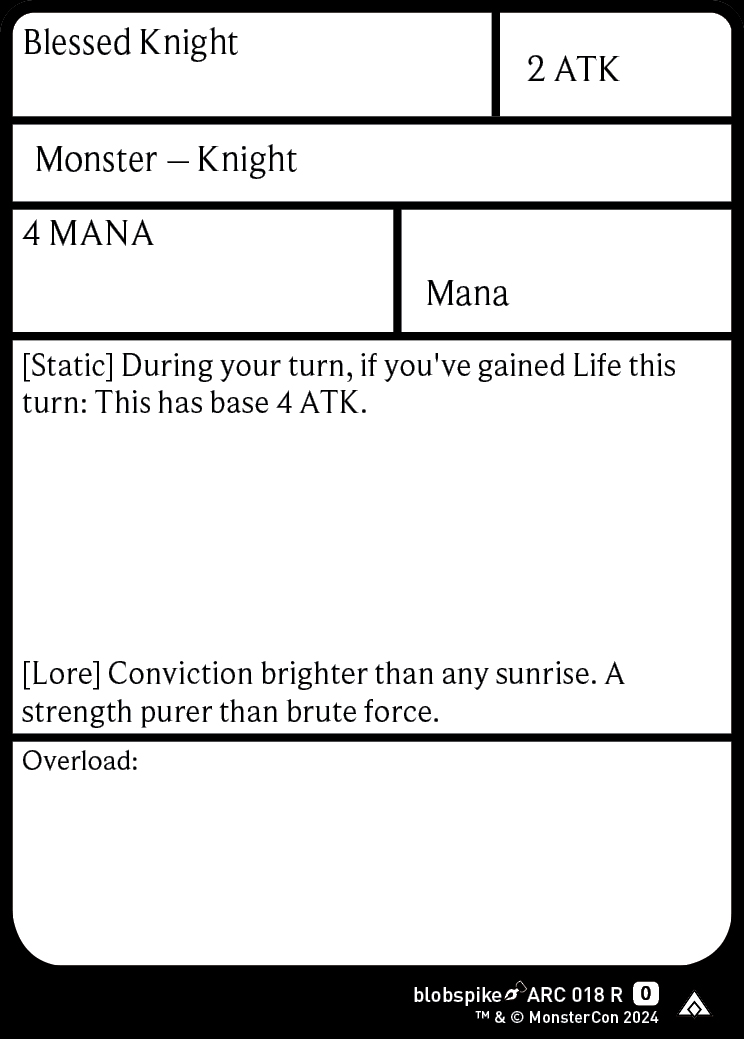 Blessed Knight
2 ATK
Monster – Knight
4 MANA
Mana
[Static] During your turn, if you've gained Life this
turn: This has base 4 ATK.
[Lore] Conviction brighter than any sunrise. A
strength purer than brute force.
Overload:
blobspike ARC 018 R 0
™ & © MonsterCon 2024